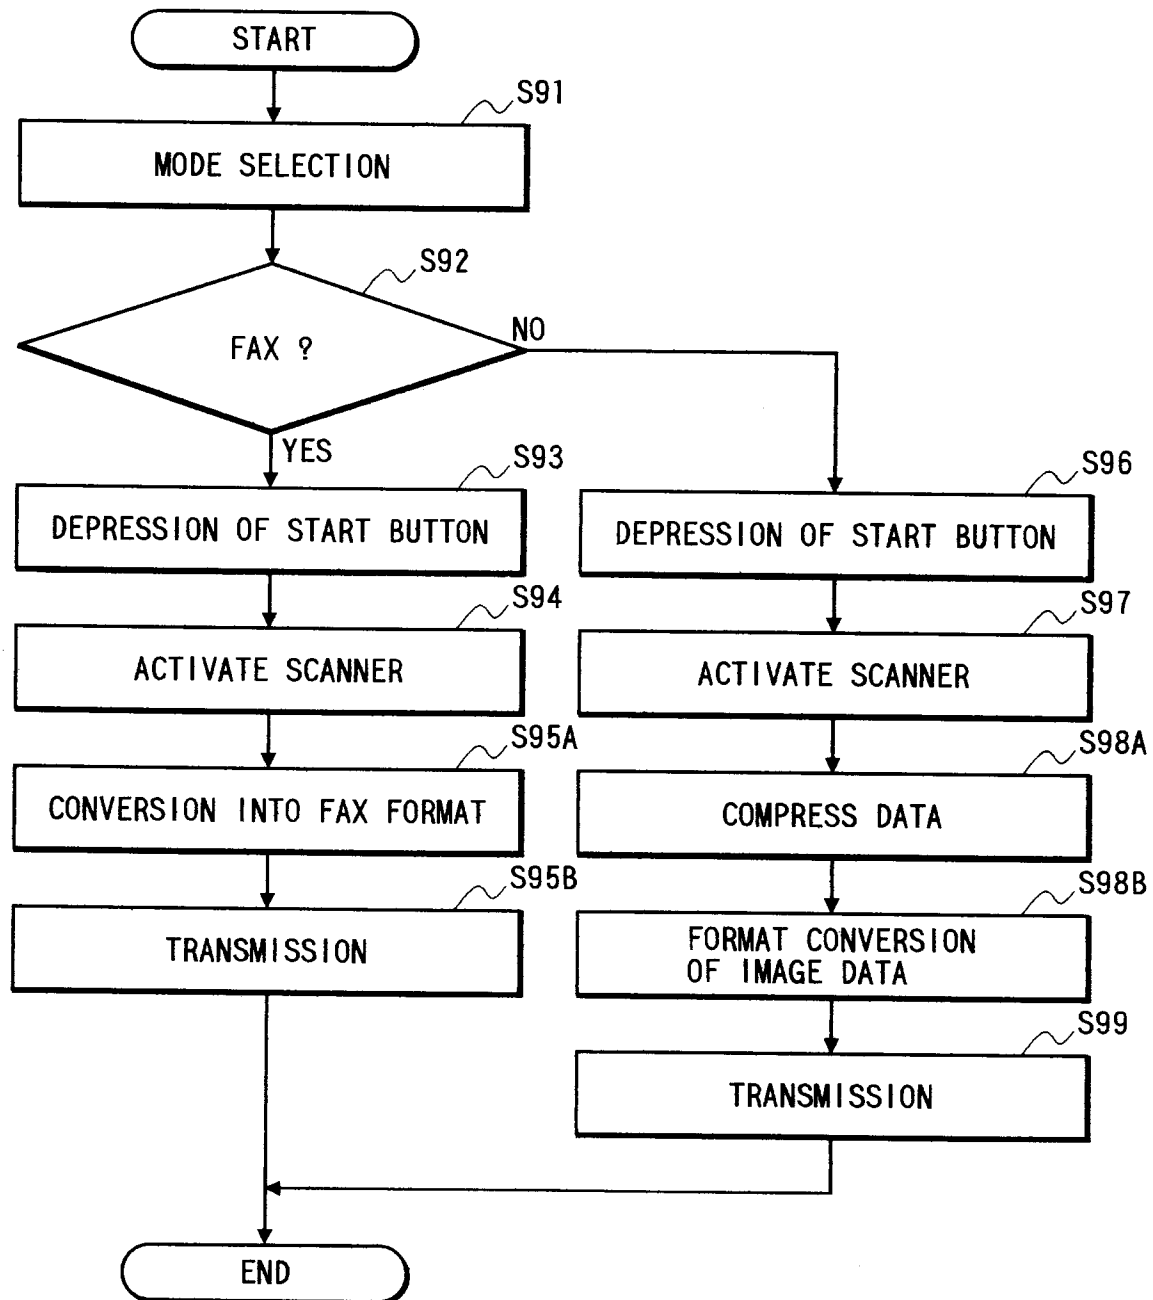 START
S91
MODE SELECTION
S92
FAX ?
NO
YES
S93
DEPRESSION OF START BUTTON
S94
ACTIVATE SCANNER
S95A
CONVERSION INTO FAX FORMAT
S95B
TRANSMISSION
S96
DEPRESSION OF START BUTTON
S97
ACTIVATE SCANNER
S98A
COMPRESS DATA
S98B
FORMAT CONVERSION
OF IMAGE DATA
S99
TRANSMISSION
END